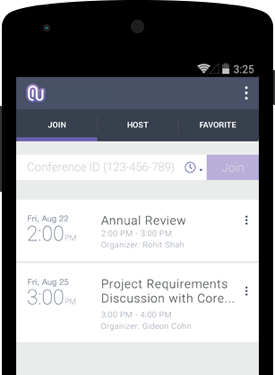 3:25
JOIN HOST FAVORITE
Conference ID (123-456-789) Join
Fri, Aug 22
2:00 PM
Annual Review
2:00 PM - 3:00 PM
Organizer: Rohit Shah
Fri, Aug 25
3:00 PM
Project Requirements
Discussion with Core...
3:00 PM - 4:00 PM
Organizer: Gideon Cohn